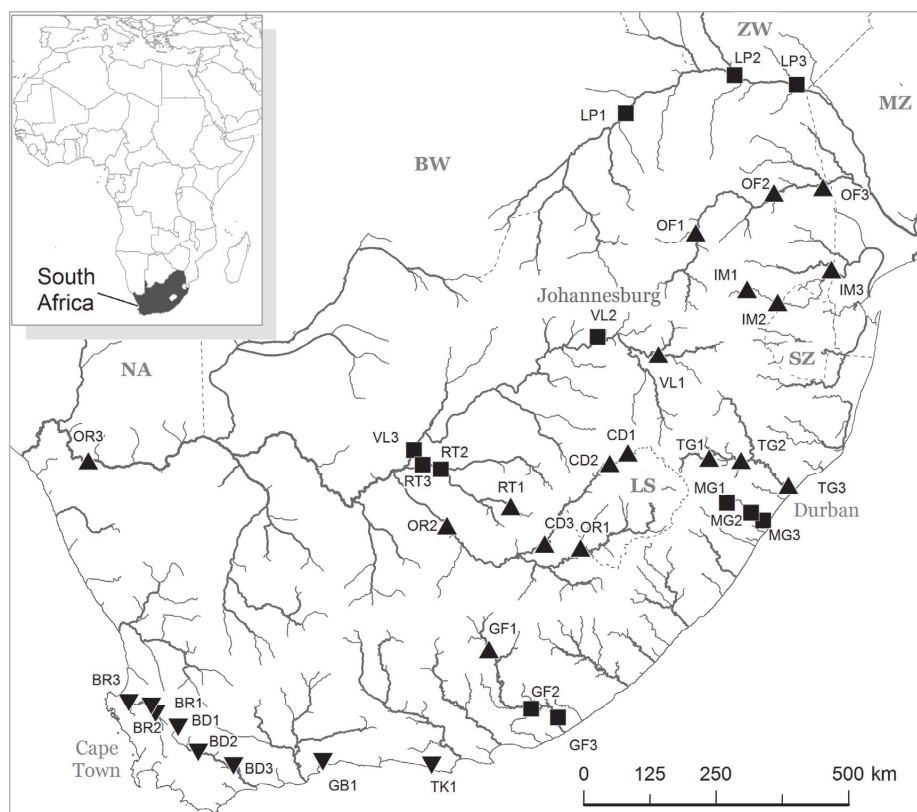 ZW
LP2
LP3
MZ
LP1
BW
OF2
OF3
OF1
South
Africa
IM1
IM3
Johannesburg
IM2
VL2
SZ
NA
VL1
OR3
VL3
CD1
RT2
CD2
TG1
TG2
RT3
RT1
LS
MG1
TG3
Durban
OR2
CD3
OR1
MG2
MG3
GF1
BR3
BR1
GF2
BR2
BD1
GF3
Cape
Town
BD2
BD3
GB1
TK1
0 125 250 500 km